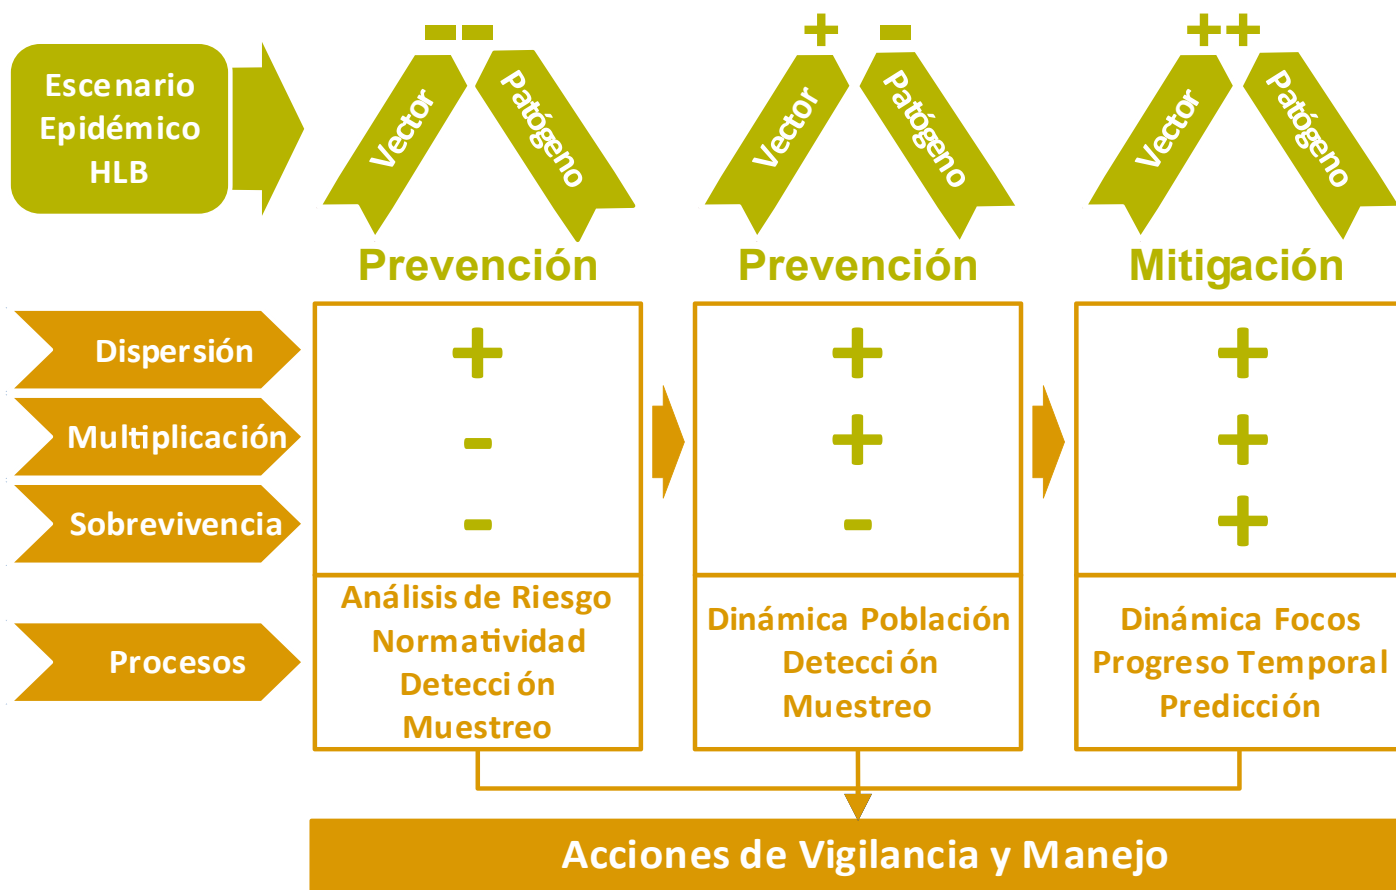 Escenario
Epidémico
HLB
-- + - ++
Vector Patógeno Vector Patógeno Vector Patógeno
Prevención Prevención Mitigación
Dispersión + + +
Multiplicación - + +
Sobrevivencia - - +
Procesos
Análisis de Riesgo
Normatividad
Detección
Muestreo
Dinámica Población
Detección
Muestreo
Dinámica Focos
Progreso Temporal
Predicción
Acciones de Vigilancia y Manejo